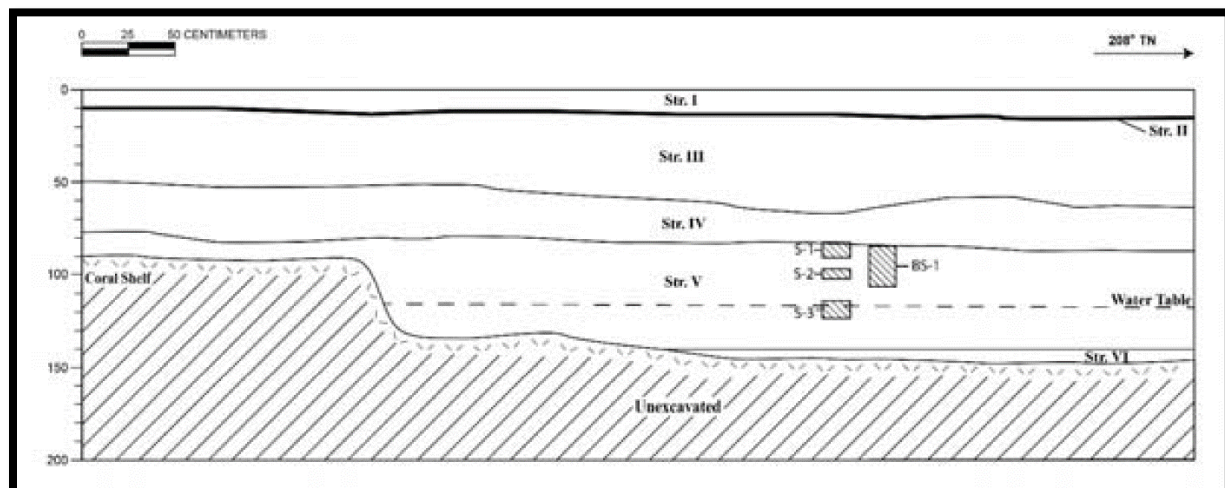 0 25 50 CENTIMETERS
208° TN
0
Str. I
Str. II
Str. III
50
Str. IV
S-1
BS-1
Coral Shelf
100
S-2
Str. V
Water Table
S-3
150
Str. VI
Unexcavated
200